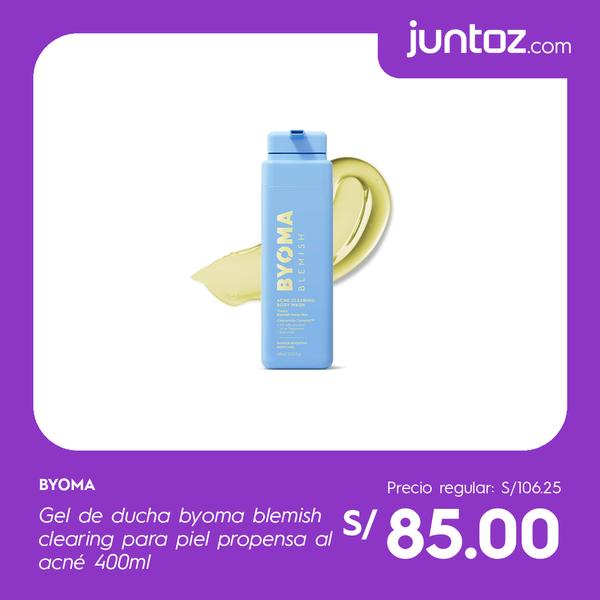 juntoz.com
BYOMA
BLEMISH
ACNE CLEARING
BODY WASH
BYOMA
Precio regular: S/106.25
Gel de ducha byoma blemish
clearing para piel propensa al
acné 400ml
S/ 85.00